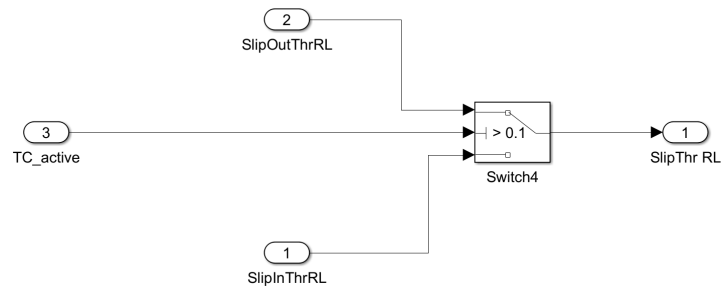 2
SlipOutThrRL
3
TC_active
> 0.1
Switch4
1
SlipThr RL
1
SlipInThrRL